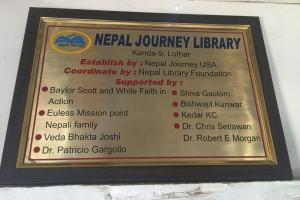 NEPAL JOURNEY LIBRARY
Kanda-9, Lothar
Establish by : Nepal Journey USA
Coordinate by : Nepal Library Foundation
Supported by :
Baylor Scott and White Faith in
Action
Euless Mission point
Nepali family
Veda Bhakta Joshi
Dr. Patricio Gargollo
Shiva Gautam
Bishwajit Kunwar
Kedar KC
Dr. Chris Setiawan
Dr. Robert E Morgan